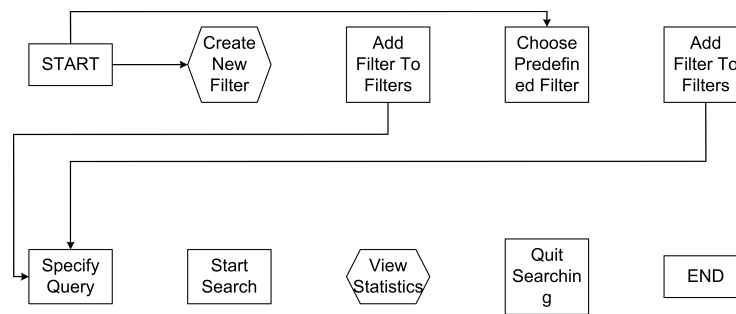 START
Create
New
Filter
Add
Filter To
Filters
Choose
Predefin
ed Filter
Add
Filter To
Filters
Specify
Query
Start
Search
View
Statistics
Quit
Searchin
g
END